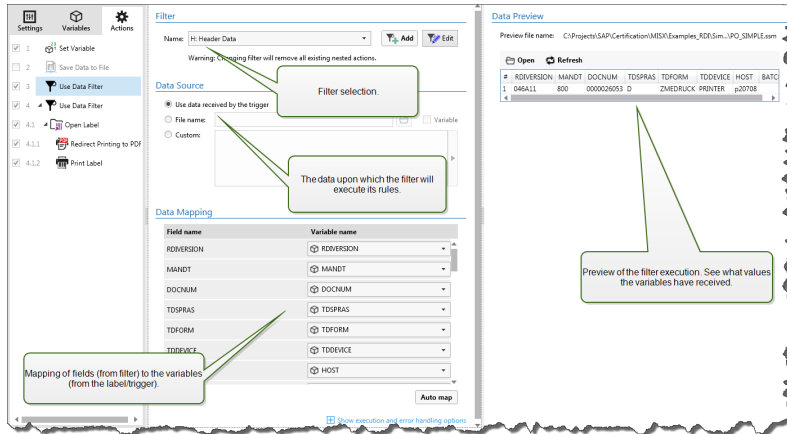 Settings
Variables
Actions
1 Set Variable
2 Save Data to File
3 Use Data Filter
4 Use Data Filter
4.1 Open Label
4.1.1 Redirect Printing to PDF
4.1.2 Print Label
Filter
Name: H: Header Data
Add
Edit
Warning: Changing filter will remove all existing nested actions.
Filter selection.
Data Source
Use data received by the trigger
File name:
Variable
Custom:
The data upon which the filter will
execute its rules.
Data Mapping
Field name Variable name
RDIVERSION RDIVERSION
MANDT MANDT
DOCNUM DOCNUM
TDSPRAS TDSPRAS
TDFORM TDFORM
TDDEVICE TDDEVICE
HOST
Mapping of fields (from filter) to the variables
(from the label/trigger).
Auto map
Show execution and error handling options
Data Preview
Preview file name: C:\Projects\SAP\Certification\MISX\Examples_RDI\Sim...\PO_SIMPLE.ssm
Open Refresh
# RDIVERSION MANDT DOCNUM TDSPRAS TDFORM TDDEVICE HOST BATC
1 046A11 800 0000026053 D ZMEDRUCK PRINTER p20708
Preview of the filter execution. See what values
the variables have received.